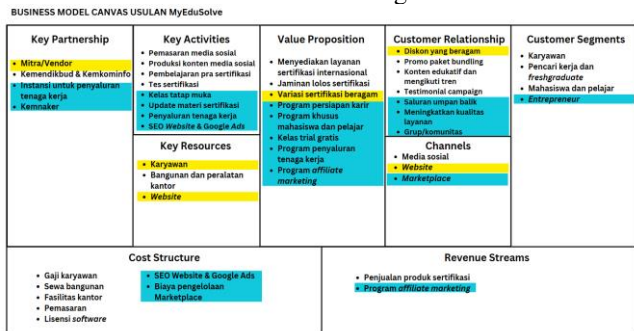 BUSINESS MODEL CANVAS USULAN MyEduSolve
Key Partnership
Mitra/Vendor
Kemendikbud & Kemkominfo
Instansi untuk penyaluran
tenaga kerja
Kemnaker
Key Activities
Pemasaran media sosial
Produksi konten media sosial
Pembelajaran pra sertifikasi
Tes sertifikasi
Kelas tatap muka
Update materi sertifikasi
Penyaluran tenaga kerja
SEO Website & Google Ads
Key Resources
Karyawan
Bangunan dan peralatan
kantor
Website
Value Proposition
Menyediakan layanan
sertifikasi internasional
Jaminan lolos sertifikasi
Variasi sertifikasi beragam
Program persiapan karir
Program khusus
mahasiswa dan pelajar
Kelas trial gratis
Program penyaluran
tenaga kerja
Program affiliate
marketing
Customer Relationship
Diskon yang beragam
Promo paket bundling
Konten edukatif dan
mengikuti tren
Testimonial campaign
Saluran umpan balik
Meningkatkan kualitas
layanan
Grup/komunitas
Channels
Media sosial
Website
Marketplace
Customer Segments
Karyawan
Pencari kerja dan
freshgraduate
Mahasiswa dan pelajar
Entrepreneur
Cost Structure
Gaji karyawan
Sewa bangunan
Fasilitas kantor
Pemasaran
Lisensi software
SEO Website & Google Ads
Biaya pengelolaan
Marketplace
Revenue Streams
Penjualan produk sertifikasi
Program affiliate marketing